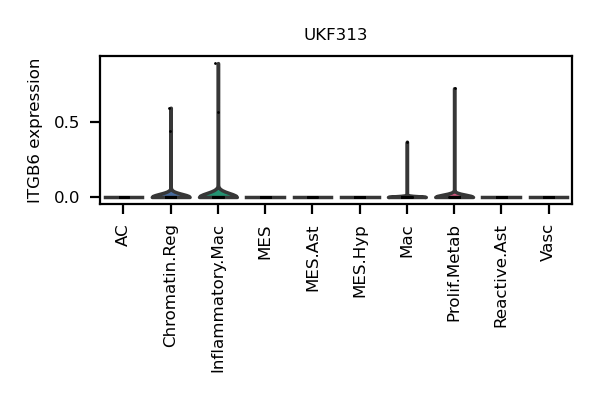 UKF313
ITGB6 expression
0.5
0.0
AC
Chromatin.Reg
Inflammatory.Mac
MES
MES.Ast
MES.Hyp
Mac
Prolif.Metab
Reactive.Ast
Vasc